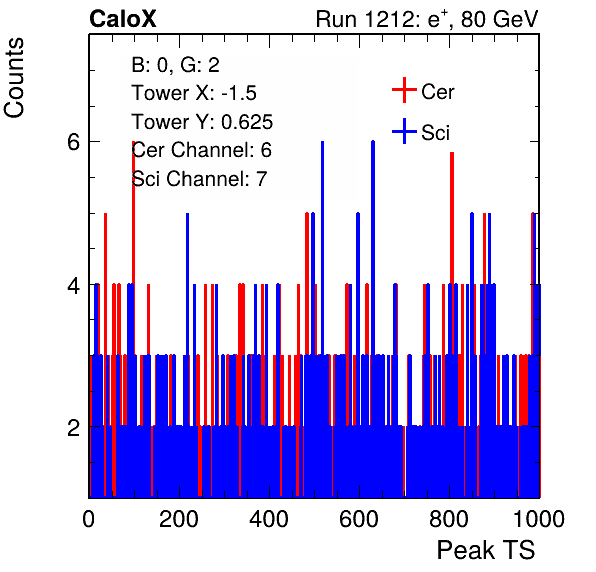 CaloX Run 1212: e+, 80 GeV
Counts
B: 0, G: 2
Tower X: -1.5
Tower Y: 0.625
Cer Channel: 6
Sci Channel: 7
Cer
Sci
6
4
2
0 200 400 600 800 1000
Peak TS